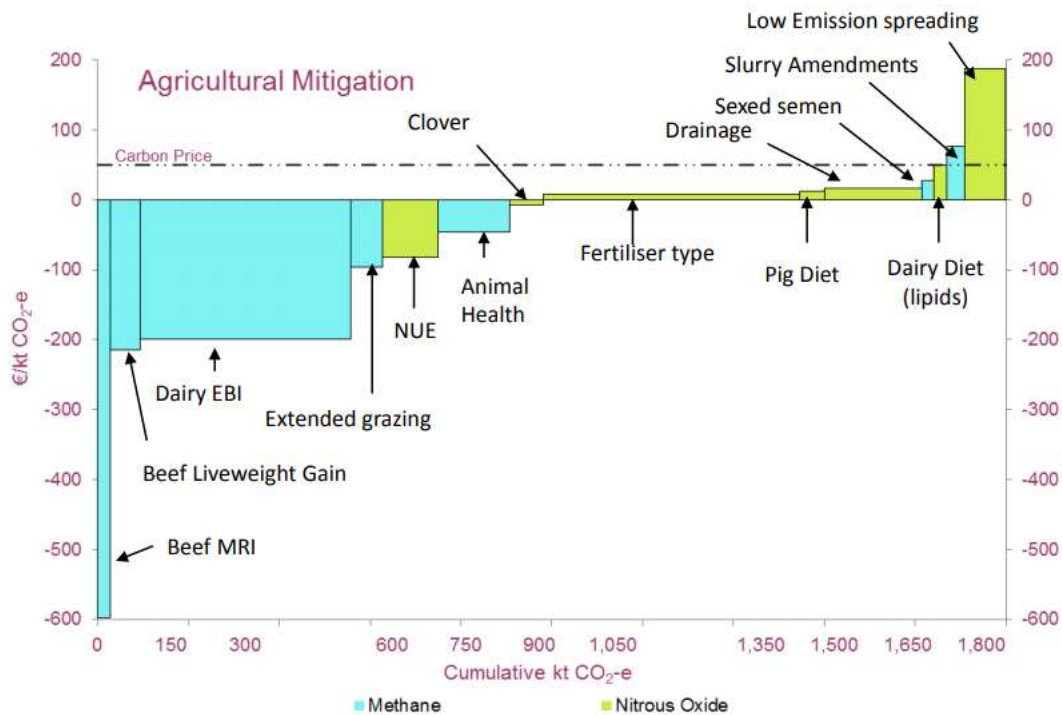 Low Emission spreading
200
200
Agricultural Mitigation
Slurry Amendments
Clover
Sexed semen
100
Drainage
100
Carbon Price
0
0
Fertiliser type
Pig Diet
Dairy Diet
(lipids)
-100
Animal
Health
-100
NUE
€/kt CO₂-e
-200
-200
Dairy EBI
Extended grazing
-300
-300
Beef Liveweight Gain
-400
-400
Beef MRI
-500
-500
-600
-600
0 150 300 600 750 900 1,050 1,350 1,500 1,650 1,800
Cumulative kt CO₂-e
Methane Nitrous Oxide